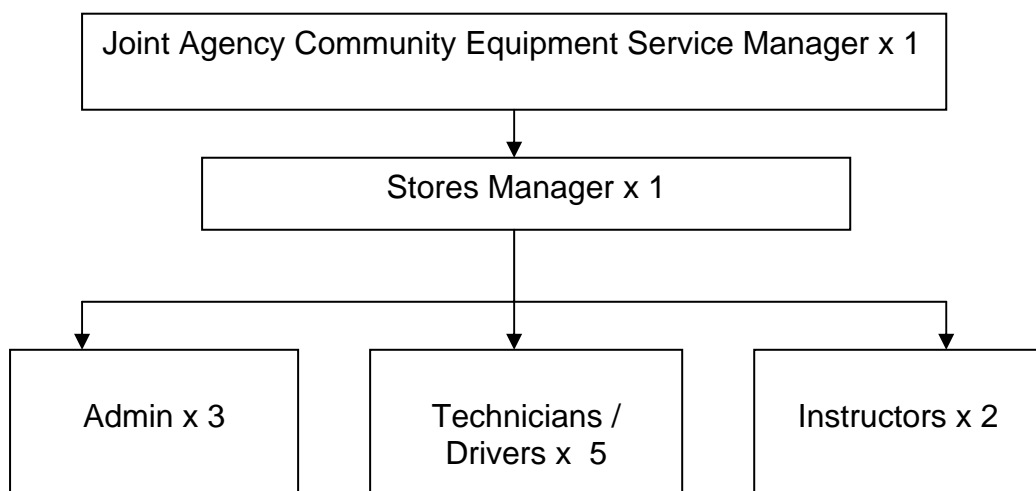 Joint Agency Community Equipment Service Manager x 1
Stores Manager x 1
Admin x 3
Technicians /
Drivers x 5
Instructors x 2